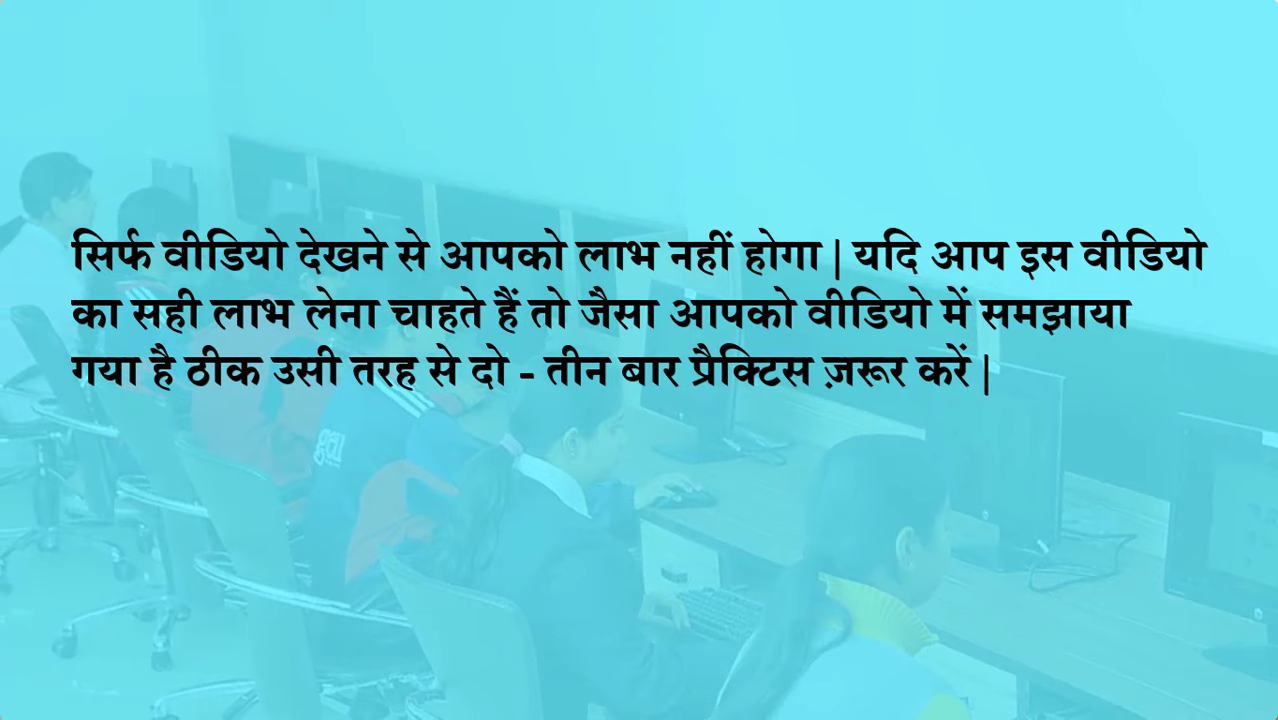 सिर्फ वीडियो देखने से आपको लाभ नहीं होगा | यदि आप इस वीडियो
का सही लाभ लेना चाहते हैं तो जैसा आपको वीडियो में समझाया
गया है ठीक उसी तरह से दो - तीन बार प्रैक्टिस ज़रूर करें |